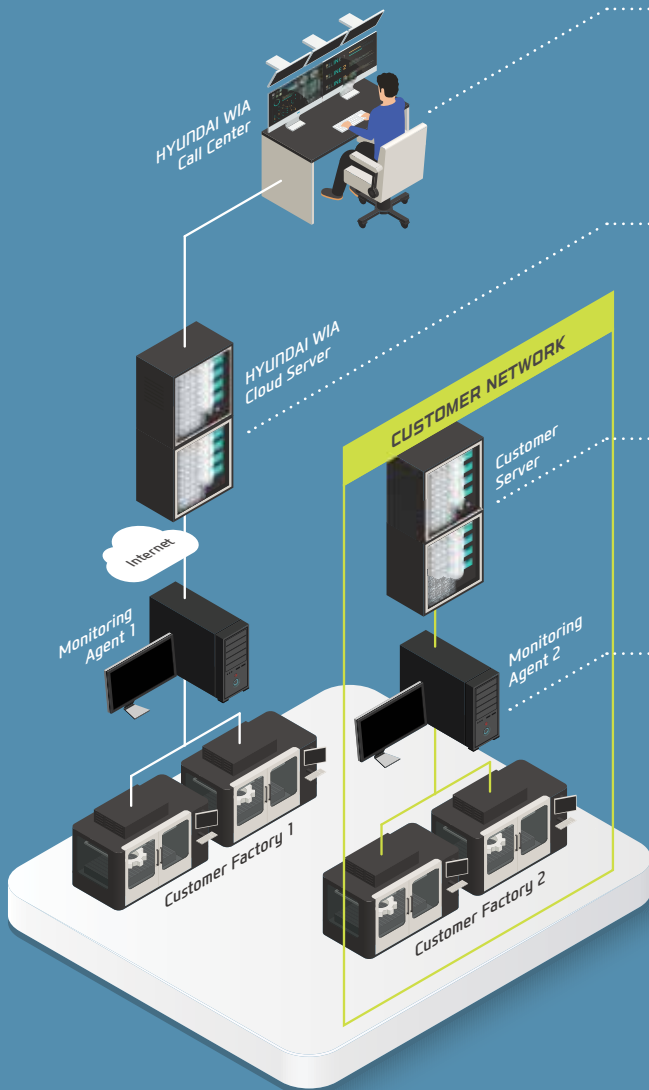 HYUNDAI WIA
Call Center
HYUNDAI WIA
Cloud Server
CUSTOMER NETWORK
Customer
Server
Internet
Monitoring
Agent 1
Monitoring
Agent 2
Customer Factory 1
Customer Factory 2